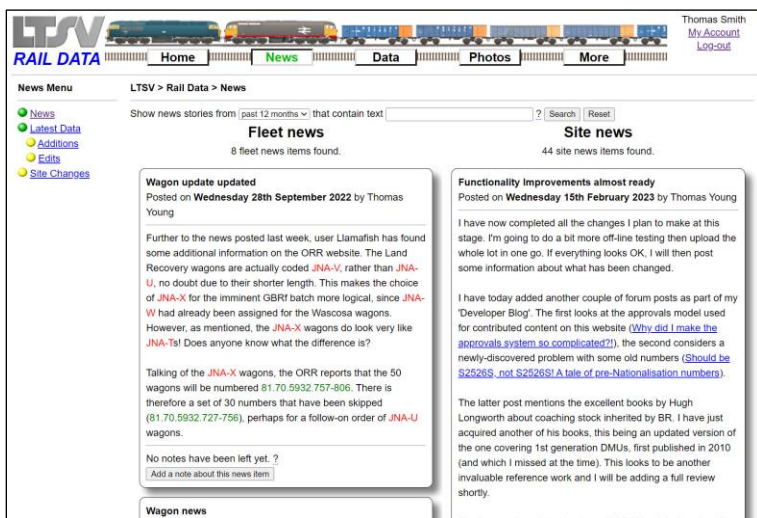 LTSV
RAIL DATA
Thomas Smith
My Account
Log-out
Home
News
Data
Photos
More
News Menu
News
Latest Data
Additions
Edits
Site Changes
LTSV > Rail Data > News
Show news stories from past 12 months that contain text ? Search Reset
Fleet news
8 fleet news items found.
Wagon update updated
Posted on Wednesday 28th September 2022 by Thomas
Young
Further to the news posted last week, user Llamafish has found
some additional information on the ORR website. The Land
Recovery wagons are actually coded JNA-V, rather than JNA-
U, no doubt due to their shorter length. This makes the choice
of JNA-X for the imminent GBRf batch more logical, since JNA-
W had already been assigned for the Wascosa wagons.
However, as mentioned, the JNA-X wagons do look very like
JNA-Ts! Does anyone know what the difference is?
Talking of the JNA-X wagons, the ORR reports that the 50
wagons will be numbered 81.70.5932.757-806. There is
therefore a set of 30 numbers that have been skipped
(81.70.5932.727-756), perhaps for a follow-on order of JNA-U
wagons.
No notes have been left yet. ?
Add a note about this news item
Wagon news
Site news
44 site news items found.
Functionality Improvements almost ready
Posted on Wednesday 15th February 2023 by Thomas Young
I have now completed all the changes I plan to make at this
stage. I'm going to do a bit more off-line testing then upload the
whole lot in one go. If everything looks OK, I will then post
some information about what has been changed.
I have today added another couple of forum posts as part of my
'Developer Blog'. The first looks at the approvals model used
for contributed content on this website (Why did I make the
approvals system so complicated?!), the second considers a
newly-discovered problem with some old numbers (Should be
S2526S, not S2526S! A tale of pre-Nationalisation numbers).
The latter post mentions the excellent books by Hugh
Longworth about coaching stock inherited by BR. I have just
acquired another of his books, this being an updated version of
the one covering 1st generation DMUs, first published in 2010
(and which I missed at the time). This looks to be another
invaluable reference work and I will be adding a full review
shortly.